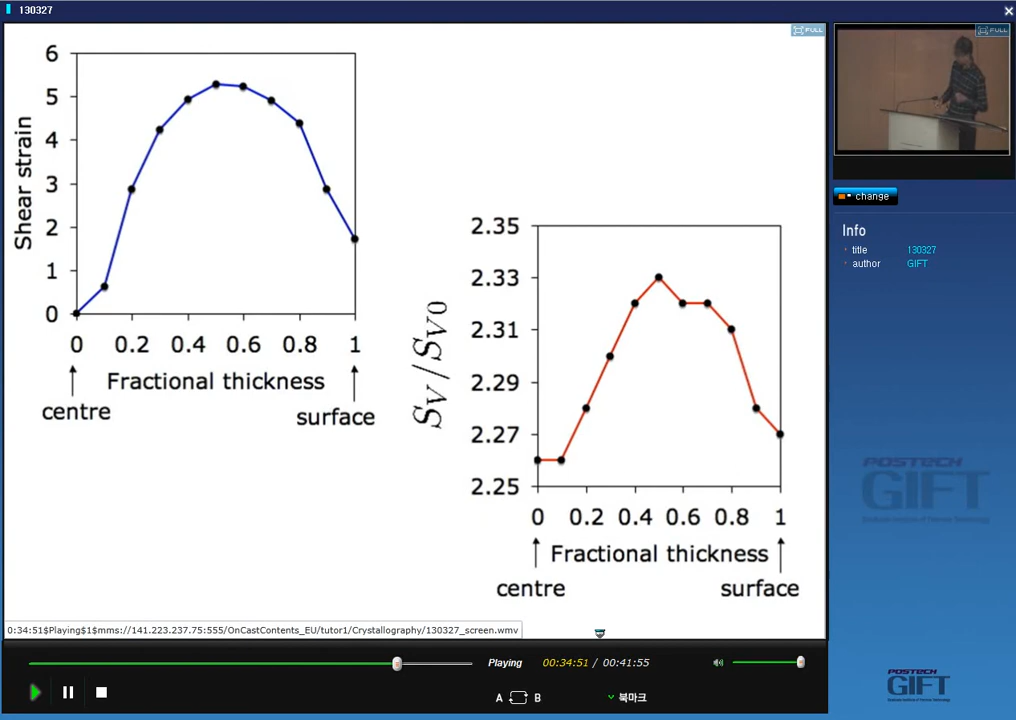 130327
FULL
FULL
6
5
4
3
2
1
0
Shear strain
0 0.2 0.4 0.6 0.8 1
Fractional thickness
centre
surface
2.35
2.33
2.31
2.29
2.27
2.25
SV/SV0
0 0.2 0.4 0.6 0.8 1
Fractional thickness
centre
surface
0:34:51$Playing$1$mms://141.223.237.75:555/OnCastContents_EU/tutor1/Crystallography/130327_screen.wmv
Playing
00:34:51 / 00:41:55
A B
북마크
change
Info
title 130327
author GIFT
POSTECH
GIFT
POSTECH
GIFT